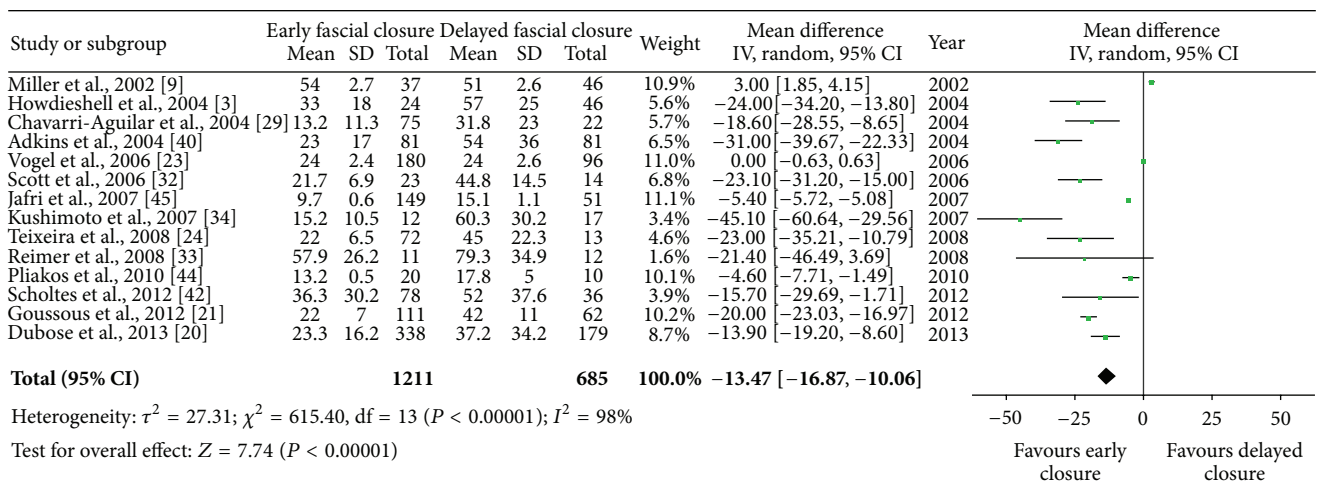 Study or subgroup Early fascial closure Delayed fascial closure Weight Mean difference Year Mean difference
Mean SD Total Mean SD Total IV, random, 95% CI IV, random, 95% CI
Miller et al., 2002 [9] 54 2.7 37 51 2.6 46 10.9% 3.00 [1.85, 4.15] 2002
Howdieshell et al., 2004 [3] 33 18 24 57 25 46 5.6% −24.00 [−34.20, −13.80] 2004
Chavarri-Aguilar et al., 2004 [29] 13.2 11.3 75 31.8 23 22 5.7% −18.60 [−28.55, −8.65] 2004
Adkins et al., 2004 [40] 23 17 81 54 36 81 6.5% −31.00 [−39.67, −22.33] 2004
Vogel et al., 2006 [23] 24 2.4 180 24 2.6 96 11.0% 0.00 [−0.63, 0.63] 2006
Scott et al., 2006 [32] 21.7 6.9 23 44.8 14.5 14 6.8% −23.10 [−31.20, −15.00] 2006
Jafri et al., 2007 [45] 9.7 0.6 149 15.1 1.1 51 11.1% −5.40 [−5.72, −5.08] 2007
Kushimoto et al., 2007 [34] 15.2 10.5 12 60.3 30.2 17 3.4% −45.10 [−60.64, −29.56] 2007
Teixeira et al., 2008 [24] 22 6.5 72 45 22.3 13 4.6% −23.00 [−35.21, −10.79] 2008
Reimer et al., 2008 [33] 57.9 26.2 11 79.3 34.9 12 1.6% −21.40 [−46.49, 3.69] 2008
Pliakos et al., 2010 [44] 13.2 0.5 20 17.8 5 10 10.1% −4.60 [−7.71, −1.49] 2010
Scholtes et al., 2012 [42] 36.3 30.2 78 52 37.6 36 3.9% −15.70 [−29.69, −1.71] 2012
Goussous et al., 2012 [21] 22 7 111 42 11 62 10.2% −20.00 [−23.03, −16.97] 2012
Dubose et al., 2013 [20] 23.3 16.2 338 37.2 34.2 179 8.7% −13.90 [−19.20, −8.60] 2013
Total (95% CI) 1211 685 100.0% −13.47 [−16.87, −10.06]
Heterogeneity: τ² = 27.31; χ² = 615.40, df = 13 (P < 0.00001); I² = 98%
Test for overall effect: Z = 7.74 (P < 0.00001)
−50 −25 0 25 50
Favours early Favours delayed
closure closure